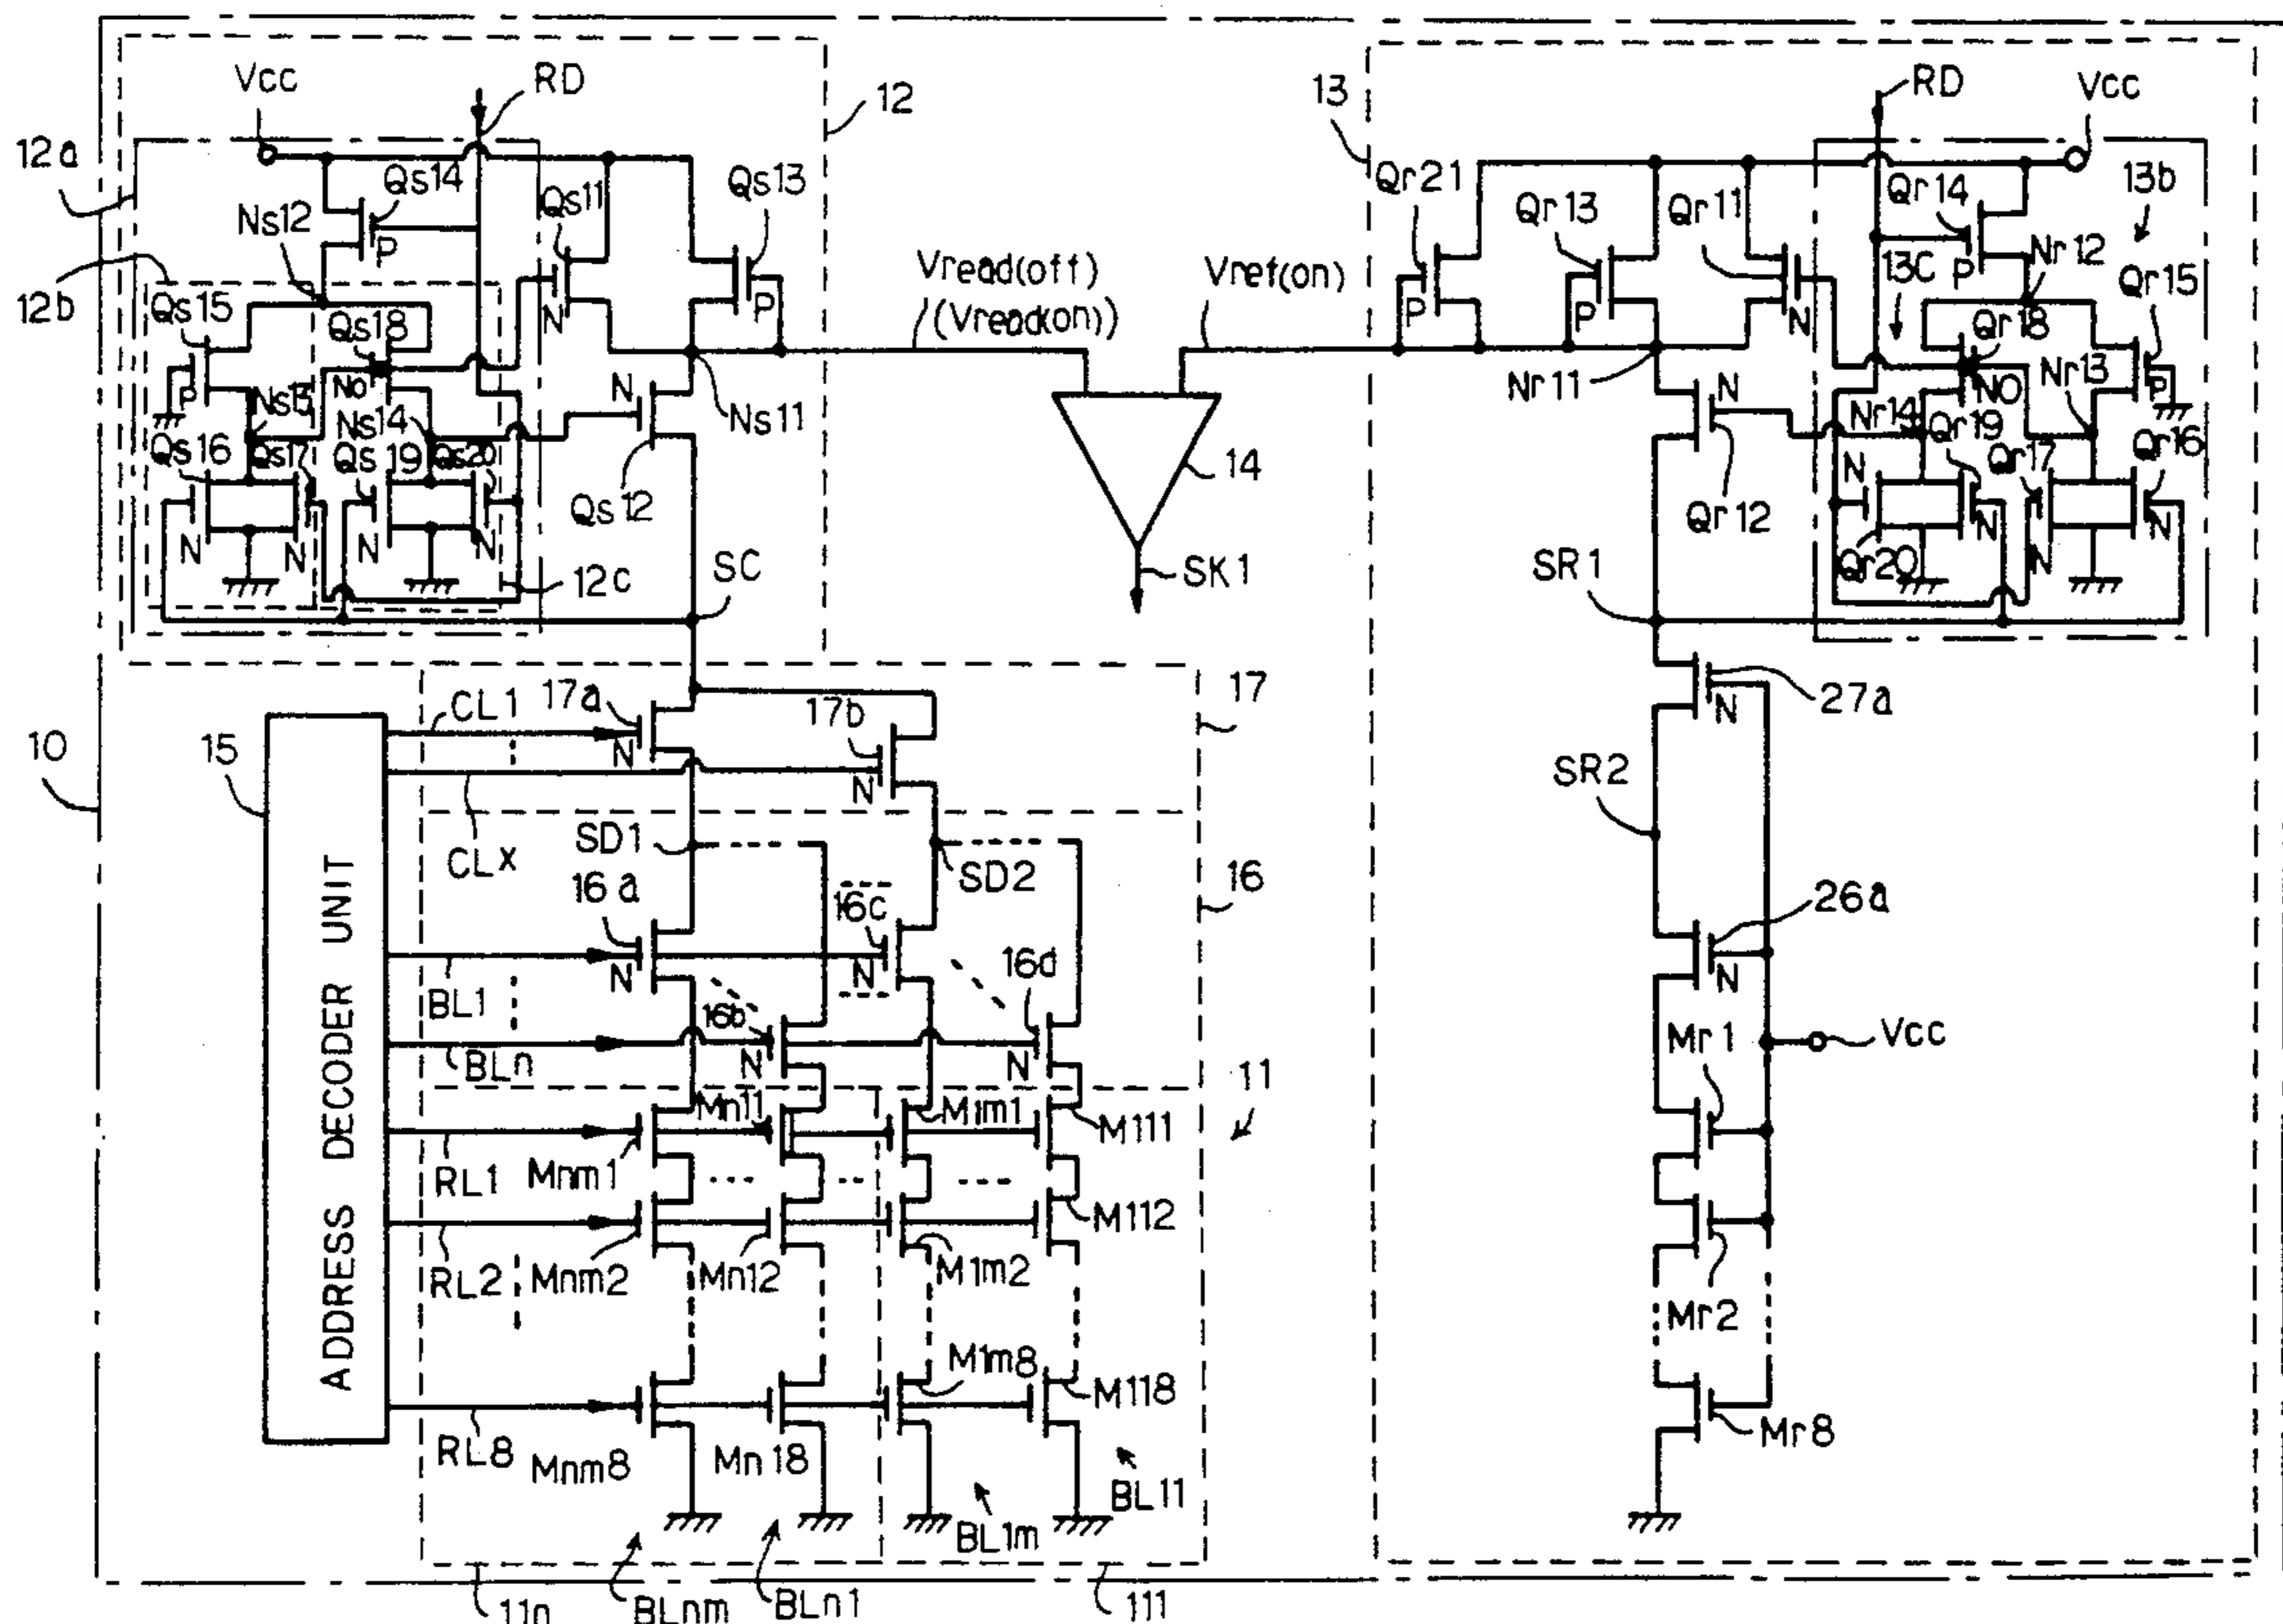 Vcc
RD
12
12a
Qs14
Qs11
Qs13
Ns12
P
12b
Qs15
Qs18
N
P
Vread(off)
(Vread(on))
P
Ns13
No
Ns14
N
Ns11
Qs16
Qs17
Qs19
Qs20
Qs12
N
N
N
N
12c
SC
14
SK1
13
RD
Vcc
Qr21
Qr13
Qr11
Qr14
13b
Nr12
13C
P
Qr15
Vref(on)
P
P
N
Qr18
Nr11
N
NO
Nr13
P
Nr14
Qr19
Qr17
Qr16
N
Qr12
Qr20
N
N
N
SR1
N
27a
SR2
26a
N
Mr1
Vcc
Mr2
Mr8
10
15
ADDRESS DECODER UNIT
CL1
17a
17b
17
N
N
CLX
SD1
SD2
16
16a
16c
N
N
16d
BL1
16b
N
N
BLn
11
Mn11
M1m1
M111
RL1
Mnm1
M112
RL2
Mnm2
Mn12
M1m2
M1m8
M118
RL8
Mnm8
Mn18
BL11
BL1m
11n
BLnm
BLn1
111